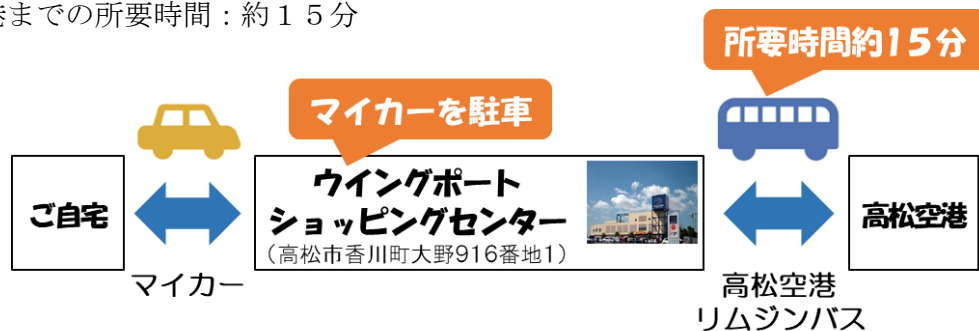 港までの所要時間：約１５分
所要時間約15分
マイカーを駐車
ご自宅
ウイングポート
ショッピングセンター
（高松市香川町大野916番地1）
高松空港
マイカー
高松空港
リムジンバス